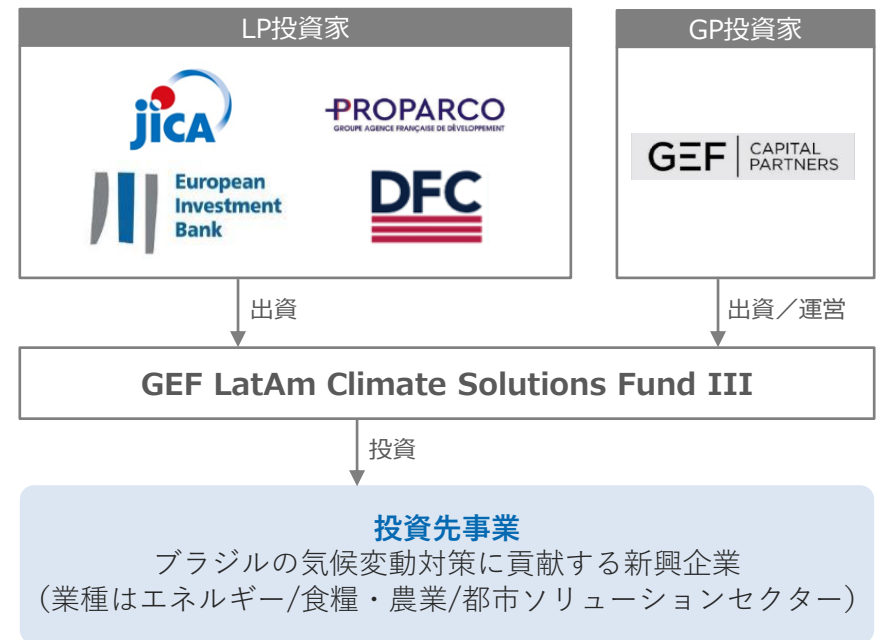 LP投資家
GP投資家
jICA
PROPARCO
GROUPE AGENCE FRANÇAISE DE DÉVELOPPEMENT
European
Investment
Bank
DFC
GEF
CAPITAL
PARTNERS
出資
出資／運営
GEF LatAm Climate Solutions Fund III
投資
投資先事業
ブラジルの気候変動対策に貢献する新興企業
（業種はエネルギー/食糧・農業/都市ソリューションセクター）